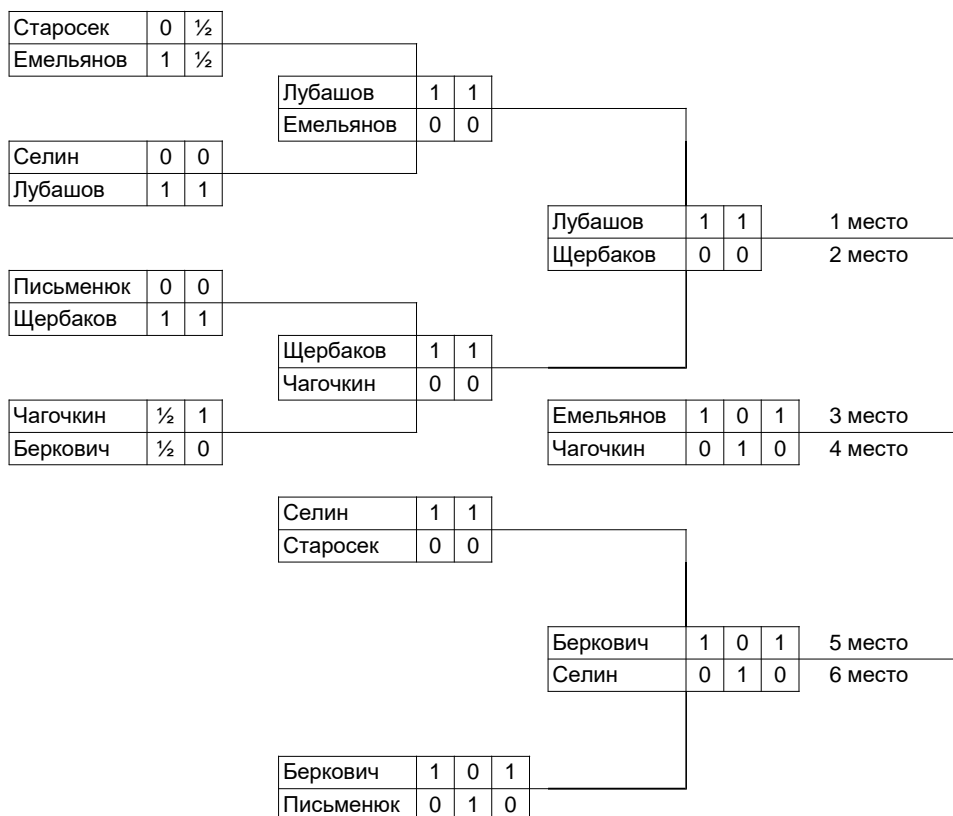 Старосек 0 ½
Емельянов 1 ½
Лубашов 1 1
Емельянов 0 0
Селин 0 0
Лубашов 1 1
Лубашов 1 1 1 место
Щербаков 0 0 2 место
Письменюк 0 0
Щербаков 1 1
Щербаков 1 1
Чагочкин 0 0
Чагочкин ½ 1
Беркович ½ 0
Емельянов 1 0 1 3 место
Чагочкин 0 1 0 4 место
Селин 1 1
Старосек 0 0
Беркович 1 0 1 5 место
Селин 0 1 0 6 место
Беркович 1 0 1
Письменюк 0 1 0